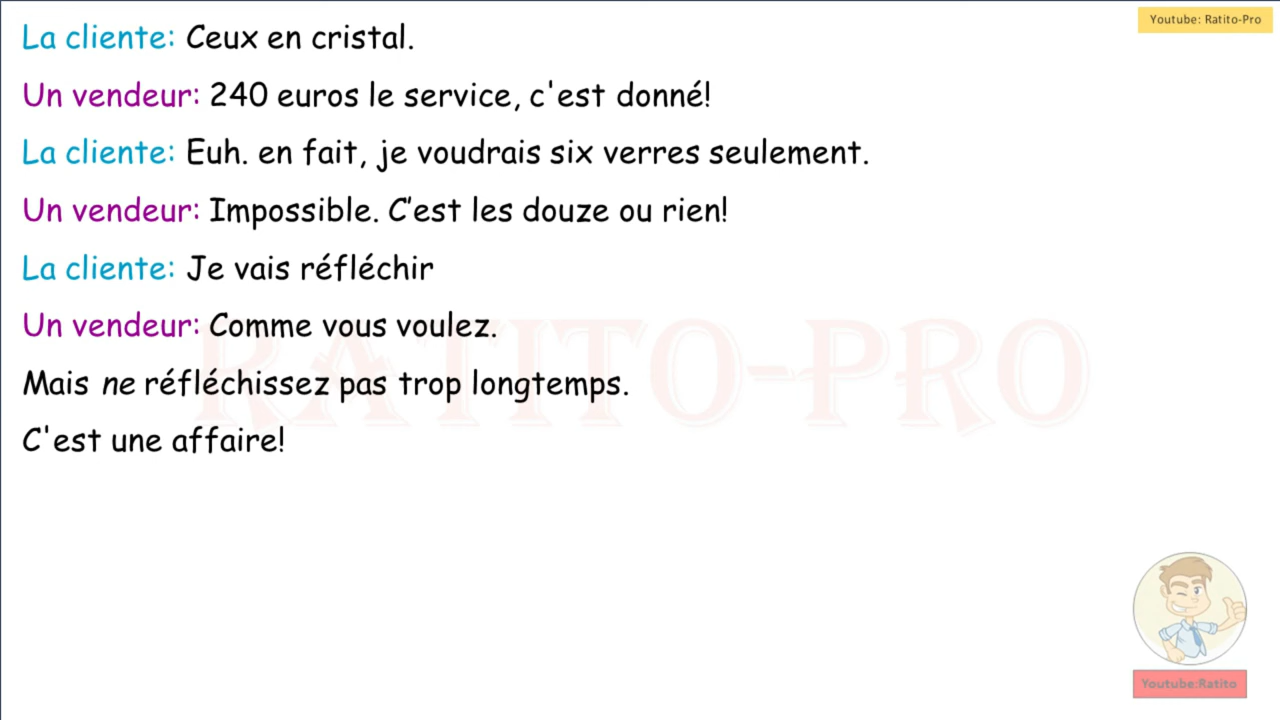 Youtube: Ratito-Pro
La cliente: Ceux en cristal.
Un vendeur: 240 euros le service, c'est donné!
La cliente: Euh. en fait, je voudrais six verres seulement.
Un vendeur: Impossible. C’est les douze ou rien!
La cliente: Je vais réfléchir
Un vendeur: Comme vous voulez.
RATITO-PRO
Mais ne réfléchissez pas trop longtemps.
C'est une affaire!
Youtube:Ratito